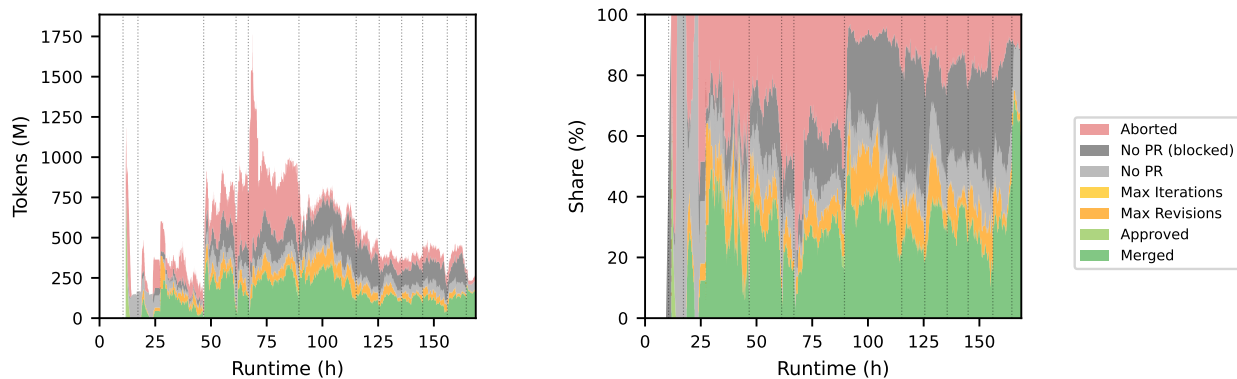 Tokens (M)
1750
1500
1250
1000
750
500
250
0
0 25 50 75 100 125 150
Runtime (h)
Share (%)
100
80
60
40
20
0
0 25 50 75 100 125 150
Runtime (h)
Aborted
No PR (blocked)
No PR
Max Iterations
Max Revisions
Approved
Merged